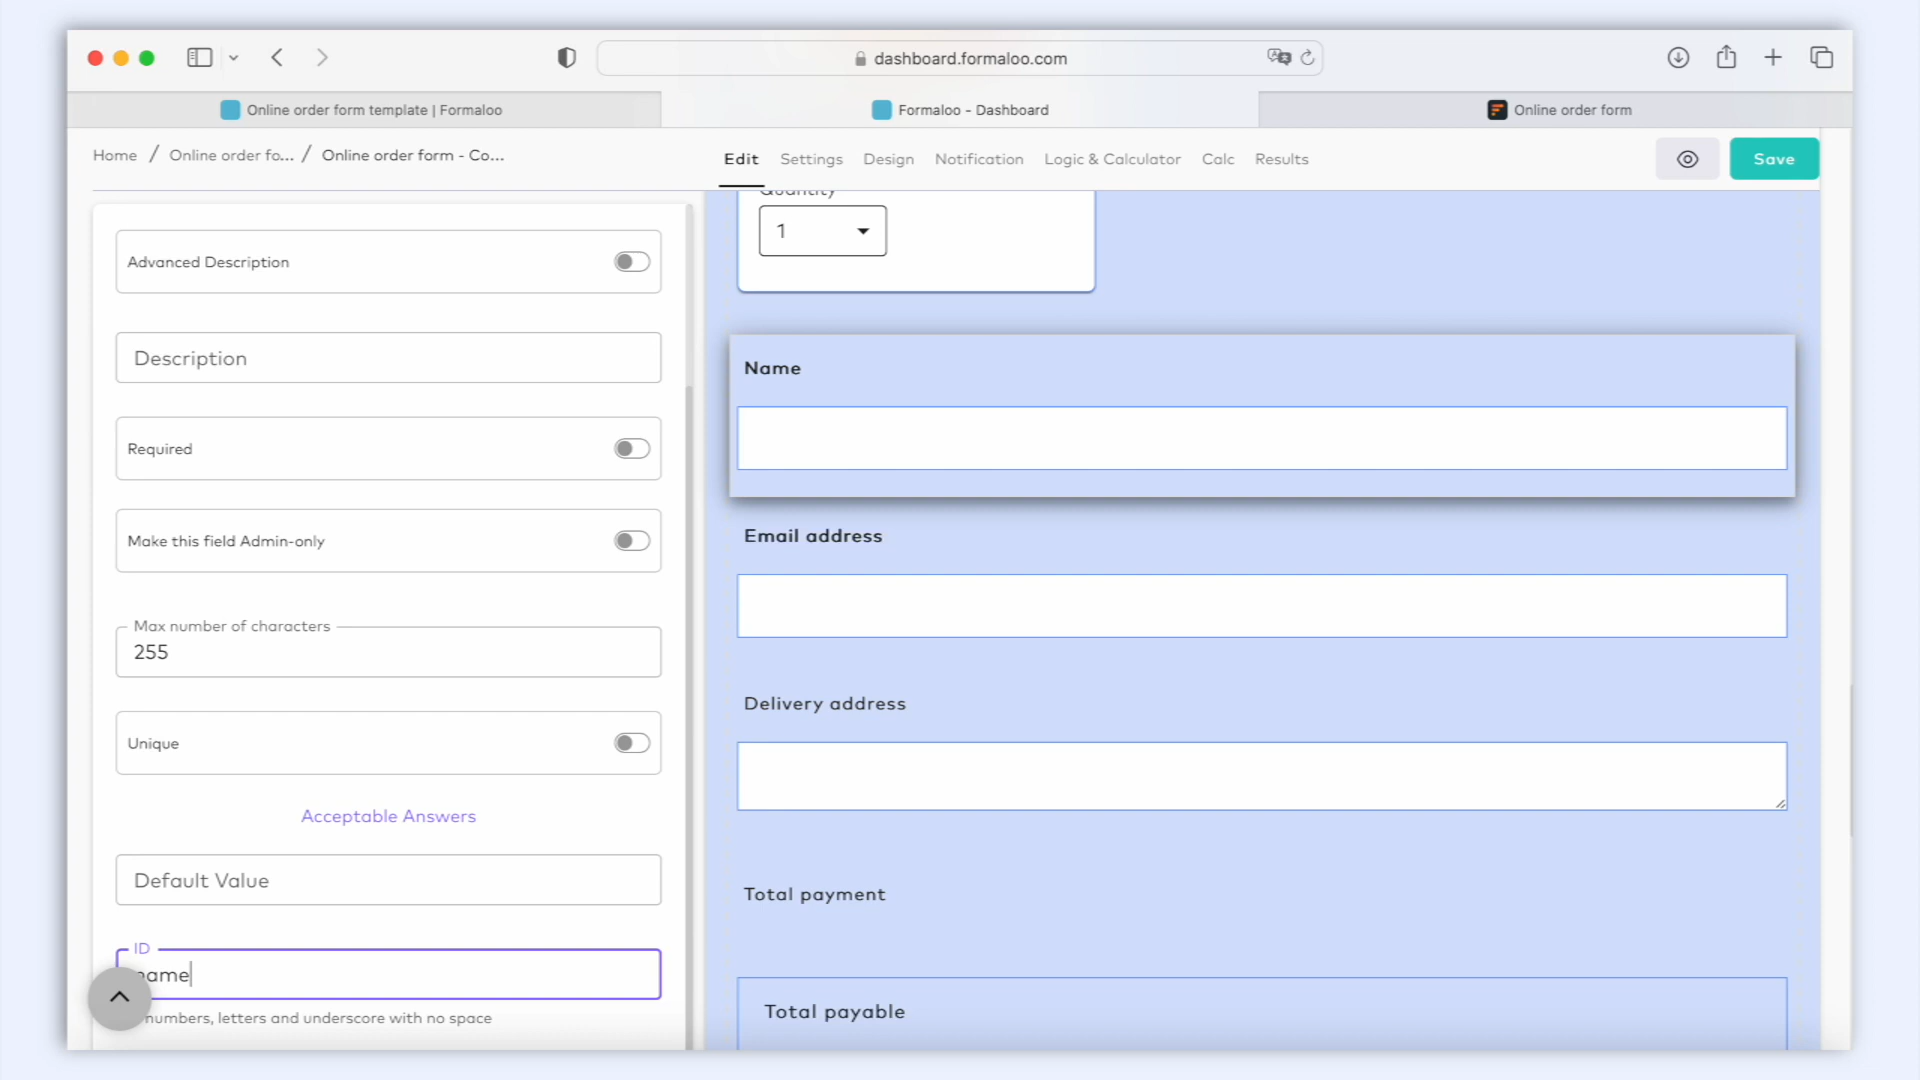 dashboard.formaloo.com
Online order form template | Formaloo
Formaloo - Dashboard
Online order form
Home / Online order fo... / Online order form - Co...
Edit Settings Design Notification Logic & Calculator Calc Results
Save
Advanced Description
Description
Required
Make this field Admin-only
Max number of characters
255
Unique
Acceptable Answers
Default Value
ID
name
numbers, letters and underscore with no space
Quantity
1
Name
Email address
Delivery address
Total payment
Total payable